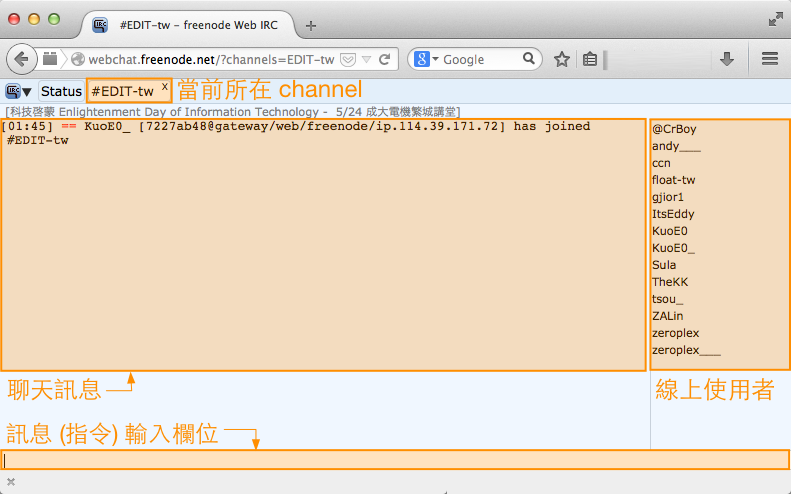 #EDIT-tw – freenode Web IRC
webchat.freenode.net/?channels=EDIT-tw
Google
Status
#EDIT-tw x
當前所在 channel
[科技啓蒙 Enlightenment Day of Information Technology - 5/24 成大電機繁城講堂]
[01:45] == KuoE0_ [7227ab48@gateway/web/freenode/ip.114.39.171.72] has joined
#EDIT-tw
@CrBoy
andy___
ccn
float-tw
gjior1
ItsEddy
KuoE0
KuoE0_
Sula
TheKK
tsou_
ZALin
zeroplex
zeroplex___
聊天訊息
線上使用者
訊息 (指令) 輸入欄位